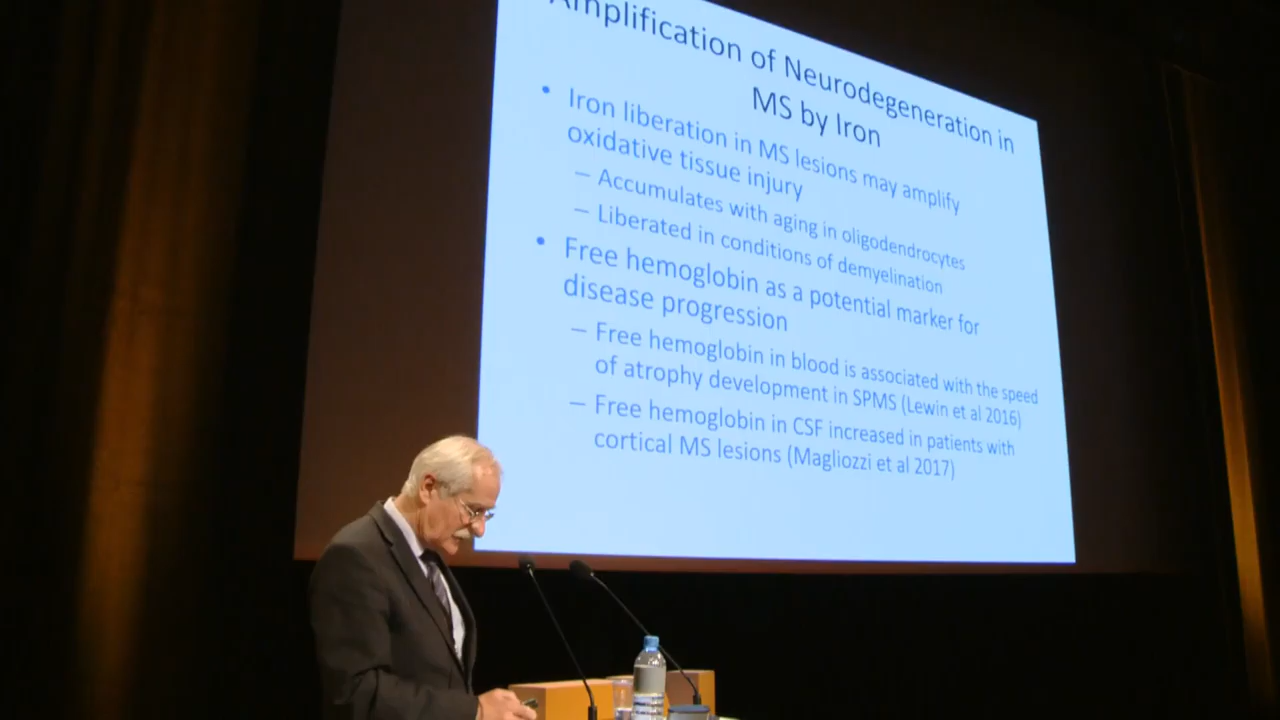 Amplification of Neurodegeneration in
MS by Iron
• Iron liberation in MS lesions may amplify
oxidative tissue injury
– Accumulates with aging in oligodendrocytes
– Liberated in conditions of demyelination
• Free hemoglobin as a potential marker for
disease progression
– Free hemoglobin in blood is associated with the speed
of atrophy development in SPMS (Lewin et al 2016)
– Free hemoglobin in CSF increased in patients with
cortical MS lesions (Magliozzi et al 2017)